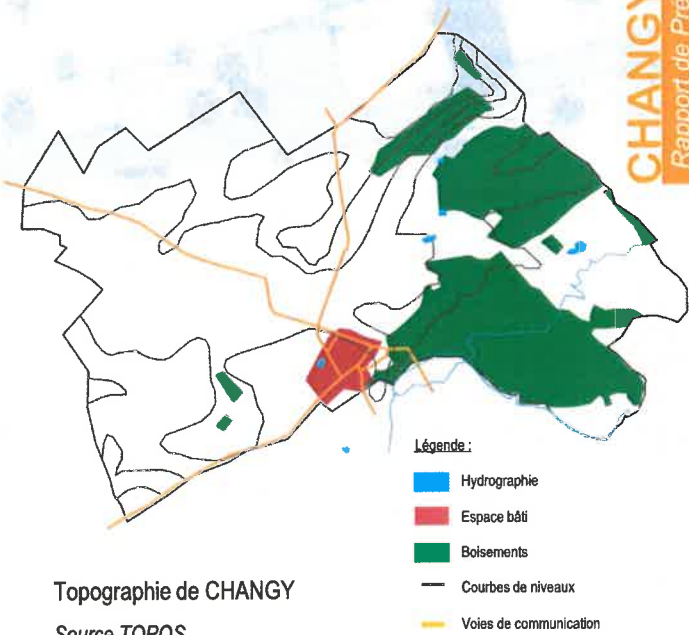 CHANGY
Rapport de Pré
Légende :
Hydrographie
Espace bâti
Boisements
Courbes de niveaux
Voies de communication
Topographie de CHANGY
Source TOPOS